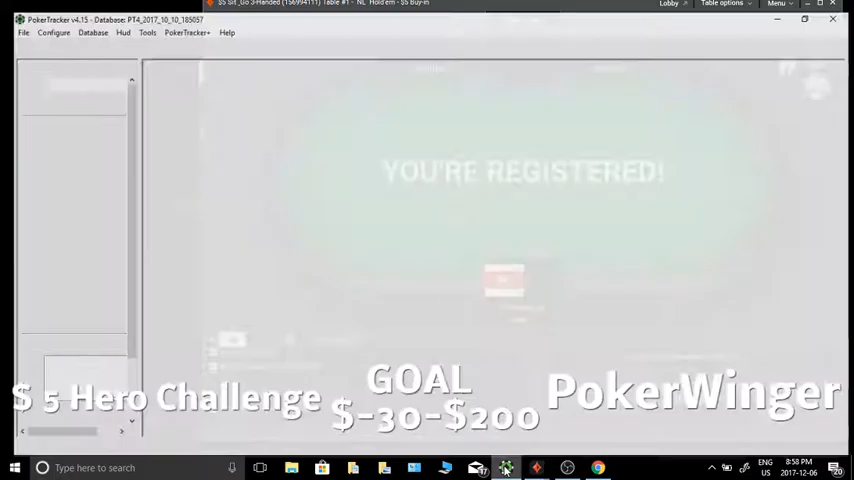 $5 Sit_Go 3-Handed (156994111) Table #1 - NL Hold'em - $5 Buy-in
Lobby
Table options
Menu
PokerTracker v4.15 - Database: PT4_2017_10_10_185057
File Configure Database Hud Tools PokerTracker+ Help
YOU'RE REGISTERED!
$ 5 Hero Challenge
GOAL
$-30-$200
PokerWinger
Type here to search
17
ENG
US
8:58 PM
2017-12-06
20